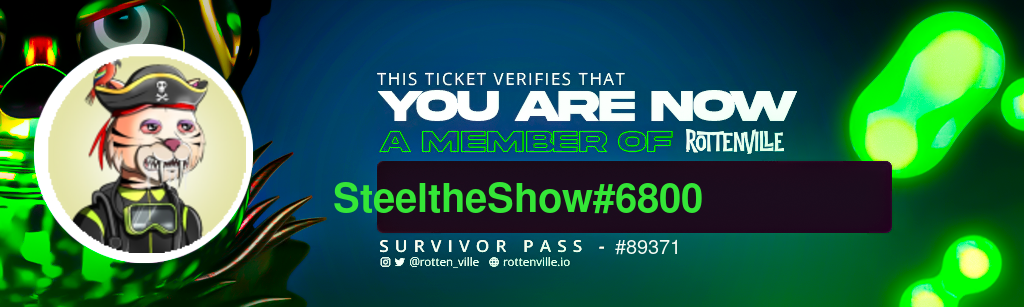 THIS TICKET VERIFIES THAT
YOU ARE NOW
A MEMBER OF ROTTENVILLE
SteeltheShow#6800
SURVIVOR PASS - #89371
@rotten_ville rottenville.io